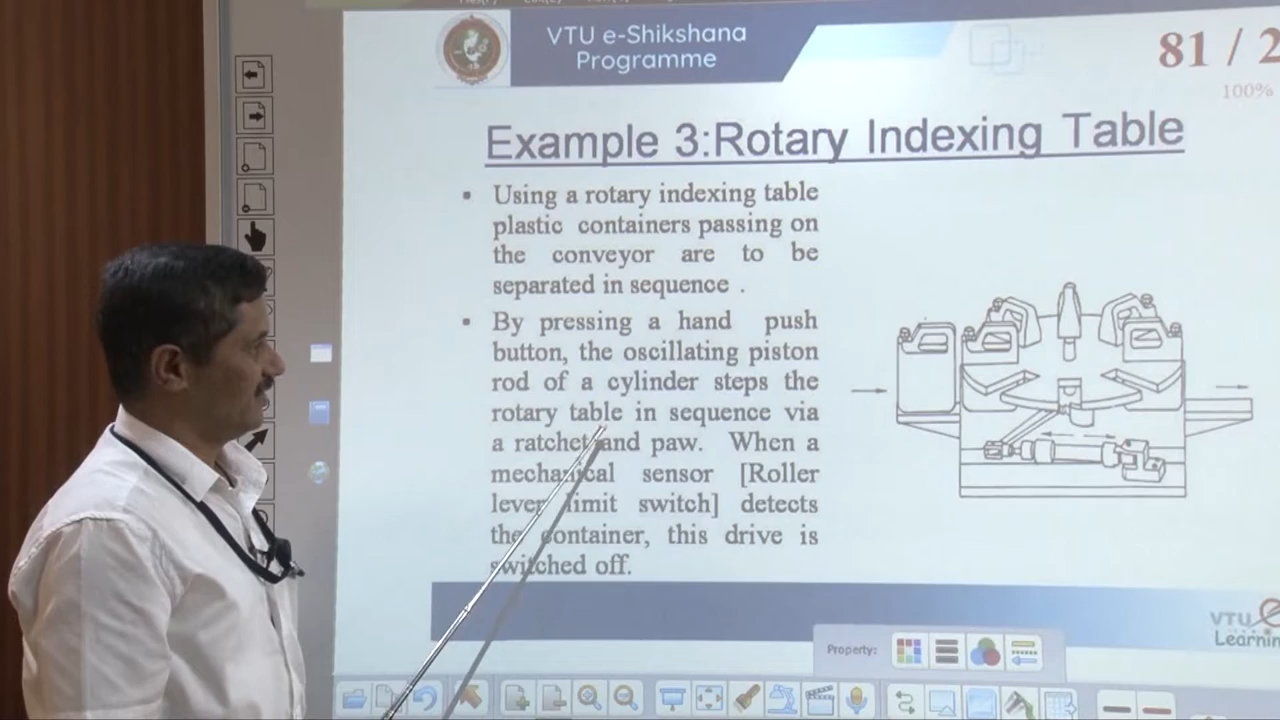 VTU e-Shikshana
Programme
81 / 2
100%
Example 3:Rotary Indexing Table
Using a rotary indexing table
plastic containers passing on
the conveyor are to be
separated in sequence .
By pressing a hand push
button, the oscillating piston
rod of a cylinder steps the
rotary table in sequence via
a ratchet and paw. When a
mechanical sensor [Roller
lever limit switch] detects
the container, this drive is
switched off.
VTU
Learnin
Property: